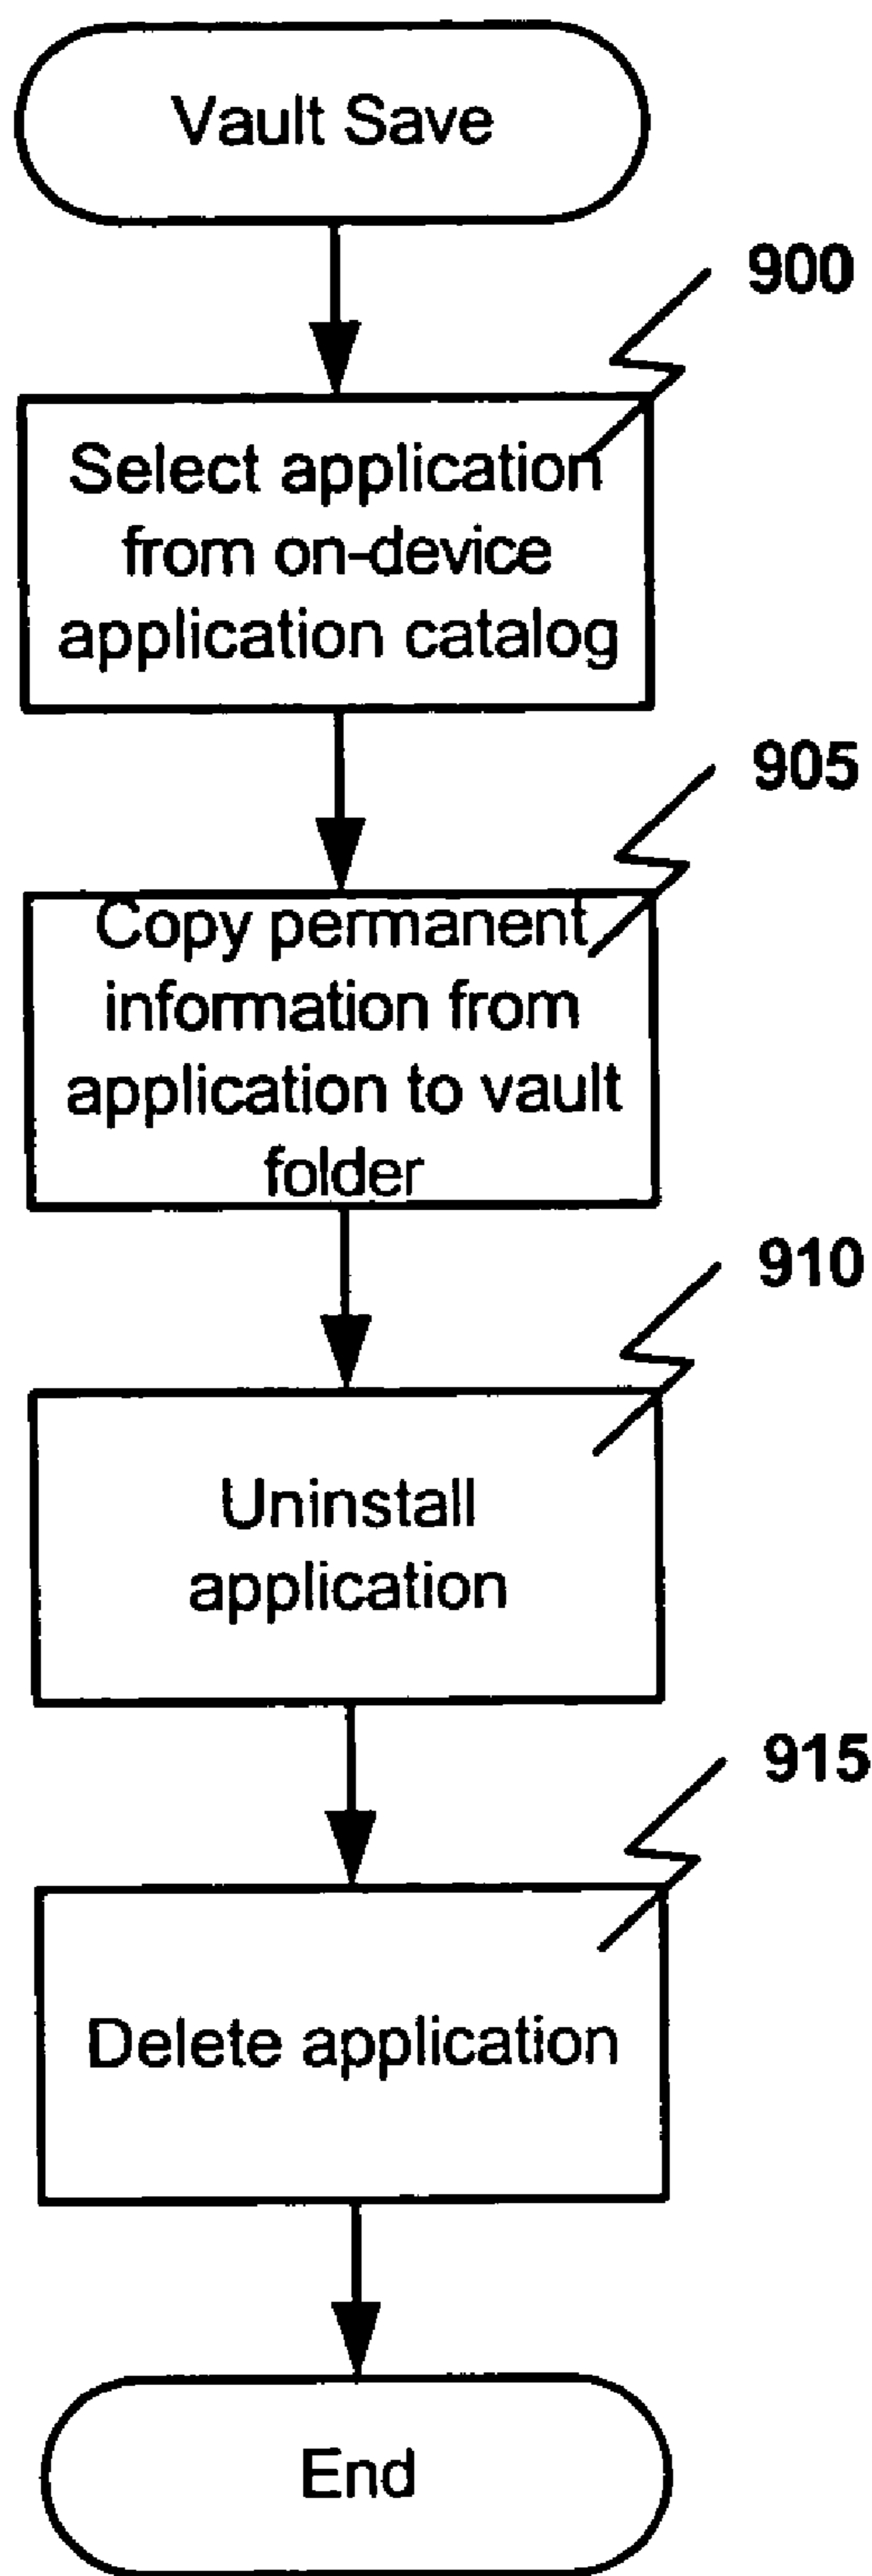 Vault Save
900
Select application
from on-device
application catalog
905
Copy permanent
information from
application to vault
folder
910
Uninstall
application
915
Delete application
End